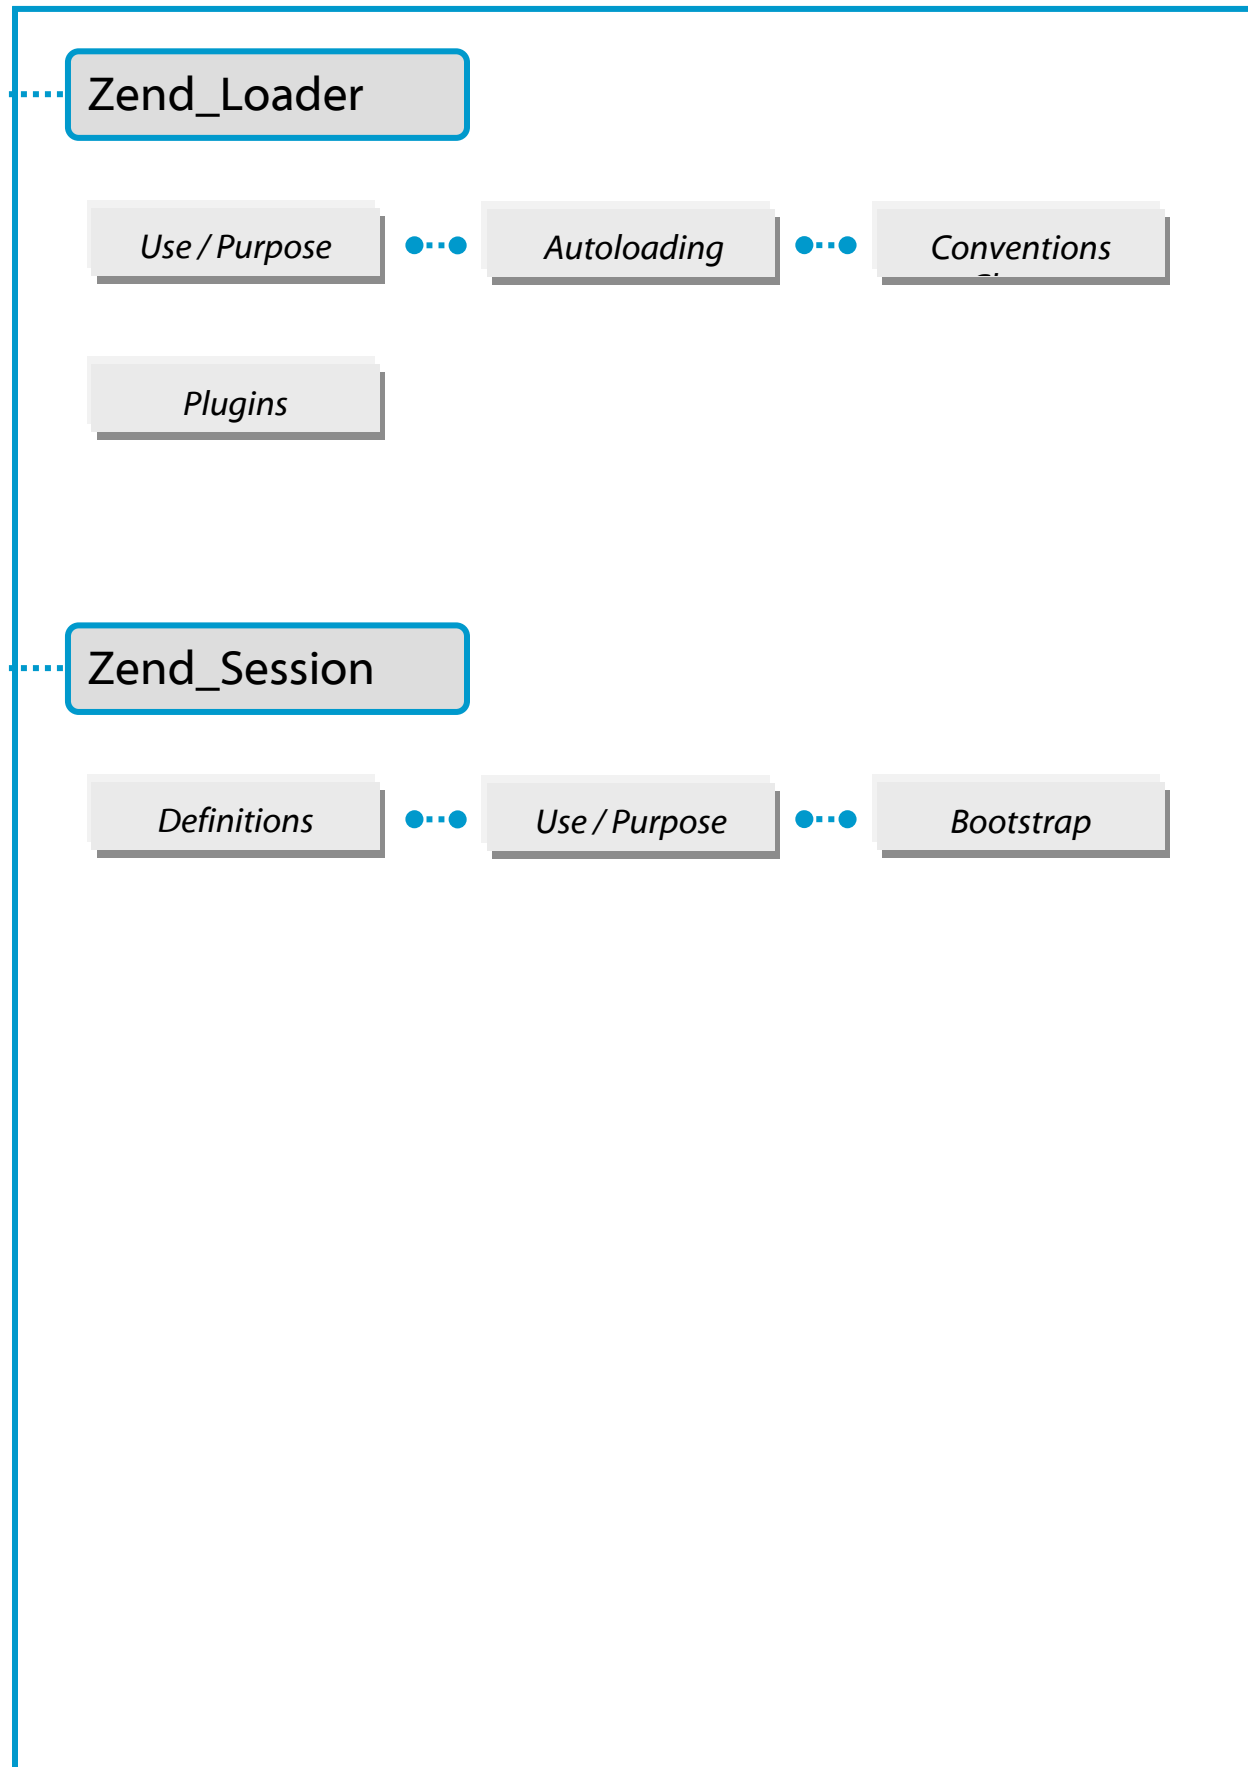 Zend_Loader
Use / Purpose
Autoloading
Conventions
Plugins
Zend_Session
Definitions
Use / Purpose
Bootstrap